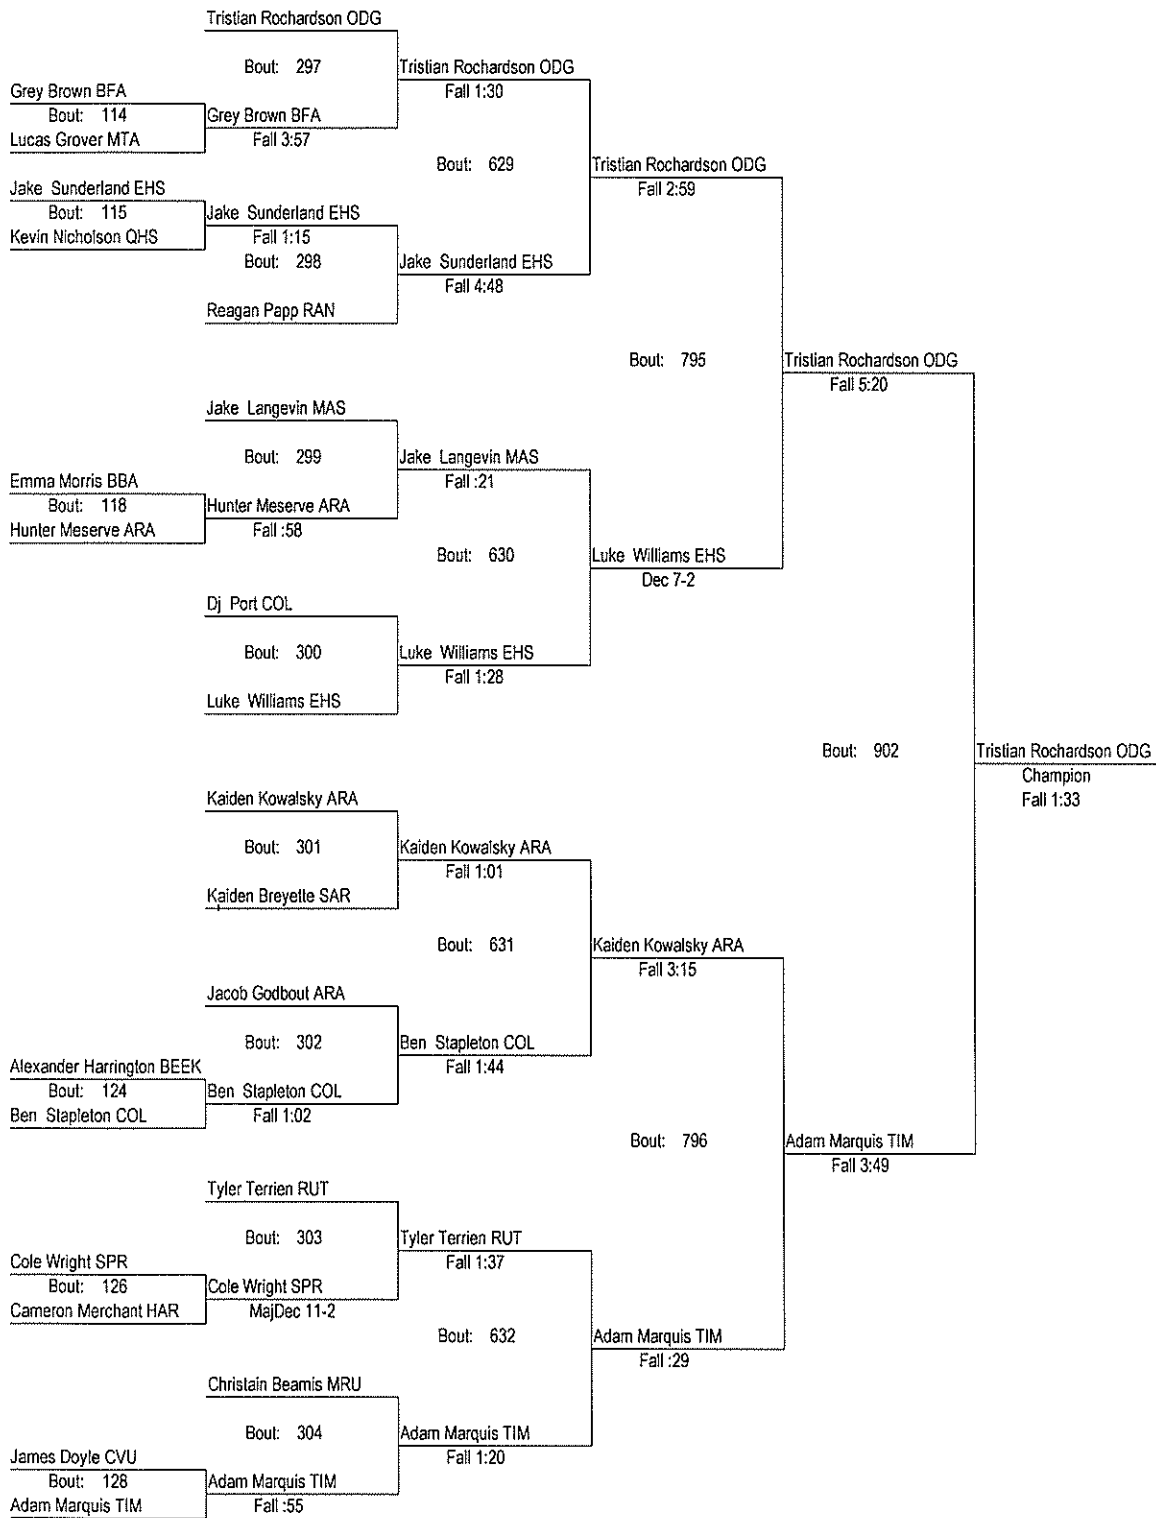 Tristian Rochardson ODG
Bout: 297
Tristian Rochardson ODG
Fall 1:30
Grey Brown BFA
Bout: 114
Grey Brown BFA
Lucas Grover MTA
Fall 3:57
Bout: 629
Tristian Rochardson ODG
Fall 2:59
Jake Sunderland EHS
Bout: 115
Jake Sunderland EHS
Kevin Nicholson QHS
Fall 1:15
Bout: 298
Jake Sunderland EHS
Fall 4:48
Reagan Papp RAN
Bout: 795
Tristian Rochardson ODG
Fall 5:20
Jake Langevin MAS
Bout: 299
Jake Langevin MAS
Fall :21
Emma Morris BBA
Bout: 118
Hunter Meserve ARA
Hunter Meserve ARA
Fall :58
Bout: 630
Luke Williams EHS
Dec 7-2
Dj Port COL
Bout: 300
Luke Williams EHS
Fall 1:28
Luke Williams EHS
Bout: 902
Tristian Rochardson ODG
Champion
Fall 1:33
Kaiden Kowalsky ARA
Bout: 301
Kaiden Kowalsky ARA
Fall 1:01
Kaiden Breyette SAR
Bout: 631
Kaiden Kowalsky ARA
Fall 3:15
Jacob Godbout ARA
Bout: 302
Ben Stapleton COL
Fall 1:44
Alexander Harrington BEEK
Bout: 124
Ben Stapleton COL
Ben Stapleton COL
Fall 1:02
Bout: 796
Adam Marquis TIM
Fall 3:49
Tyler Terrien RUT
Bout: 303
Tyler Terrien RUT
Fall 1:37
Cole Wright SPR
Bout: 126
Cole Wright SPR
Cameron Merchant HAR
MajDec 11-2
Bout: 632
Adam Marquis TIM
Fall :29
Christain Beamis MRU
Bout: 304
Adam Marquis TIM
Fall 1:20
James Doyle CVU
Bout: 128
Adam Marquis TIM
Adam Marquis TIM
Fall :55